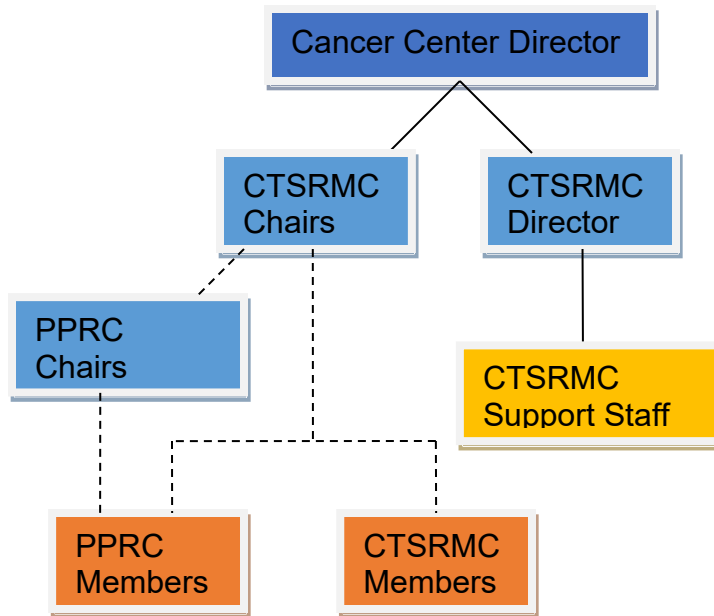 Cancer Center Director
CTSRMC
Chairs
CTSRMC
Director
PPRC
Chairs
CTSRMC
Support Staff
PPRC
Members
CTSRMC
Members